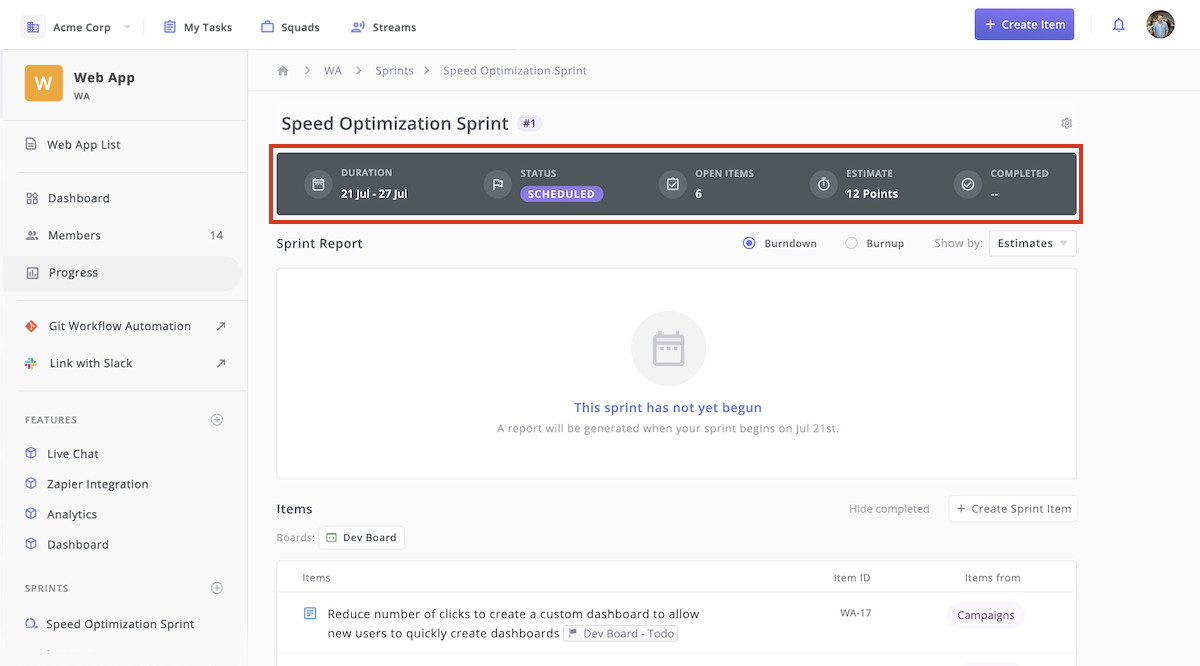 Acme Corp
My Tasks
Squads
Streams
+ Create Item
W
Web App
WA
WA
Sprints
Speed Optimization Sprint
Web App List
Dashboard
Members
14
Progress
Git Workflow Automation
Link with Slack
FEATURES
Live Chat
Zapier Integration
Analytics
Dashboard
SPRINTS
Speed Optimization Sprint
Speed Optimization Sprint
#1
DURATION
21 Jul - 27 Jul
STATUS
SCHEDULED
OPEN ITEMS
6
ESTIMATE
12 Points
COMPLETED
--
Sprint Report
Burndown
Burnup
Show by:
Estimates
This sprint has not yet begun
A report will be generated when your sprint begins on Jul 21st.
Items
Hide completed
+ Create Sprint Item
Boards:
Dev Board
Items
Item ID
Items from
Reduce number of clicks to create a custom dashboard to allow
new users to quickly create dashboards
Dev Board - Todo
WA-17
Campaigns